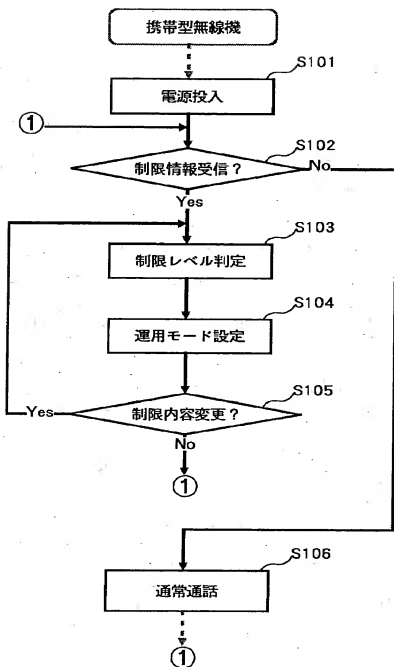 携帯型無線機
S101
電源投入
①
S102
制限情報受信?
No
Yes
S103
制限レベル判定
S104
運用モード設定
S105
制限内容変更?
Yes
No
①
S106
通常通話
①